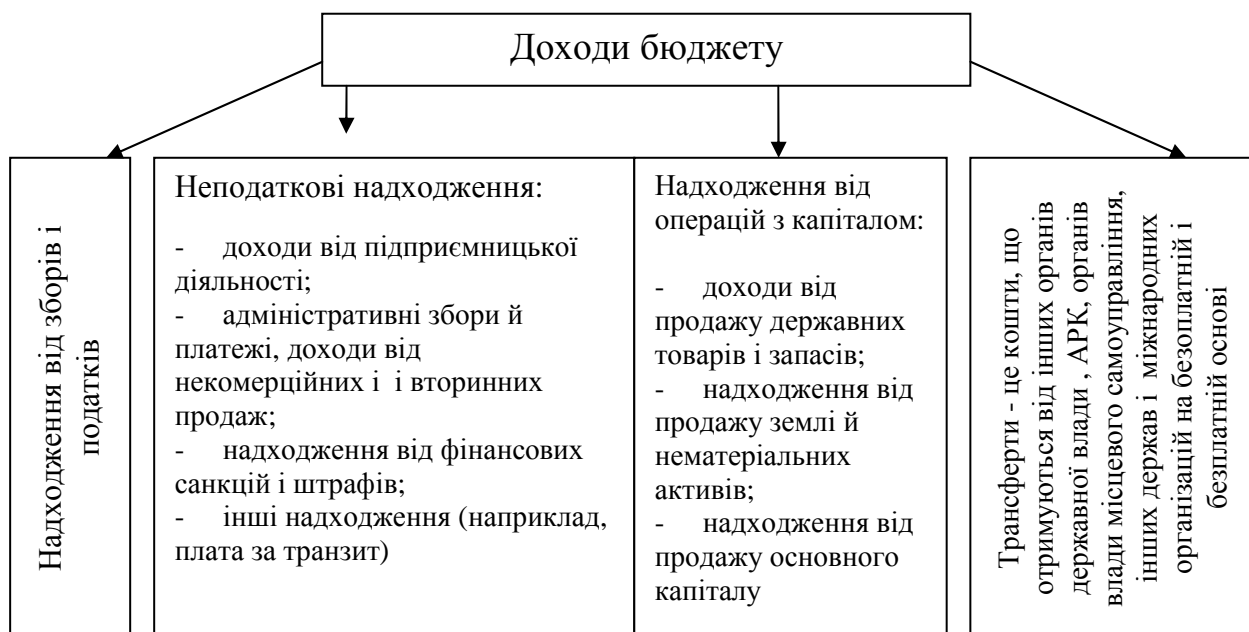 Доходи бюджету
Надходження від зборів і
податків
Неподаткові надходження:
- доходи від підприємницької
діяльності;
- адміністративні збори й
платежі, доходи від
некомерційних і і вторинних
продаж;
- надходження від фінансових
санкцій і штрафів;
- інші надходження (наприклад,
плата за транзит)
Надходження від
операцій з капіталом:
- доходи від
продажу державних
товарів і запасів;
- надходження від
продажу землі й
нематеріальних
активів;
- надходження від
продажу основного
капіталу
Трансферти - це кошти, що
отримуються від інших органів
державної влади , АРК, органів
влади місцевого самоуправління,
інших держав і міжнародних
організацій на безоплатній і
безплатній основі